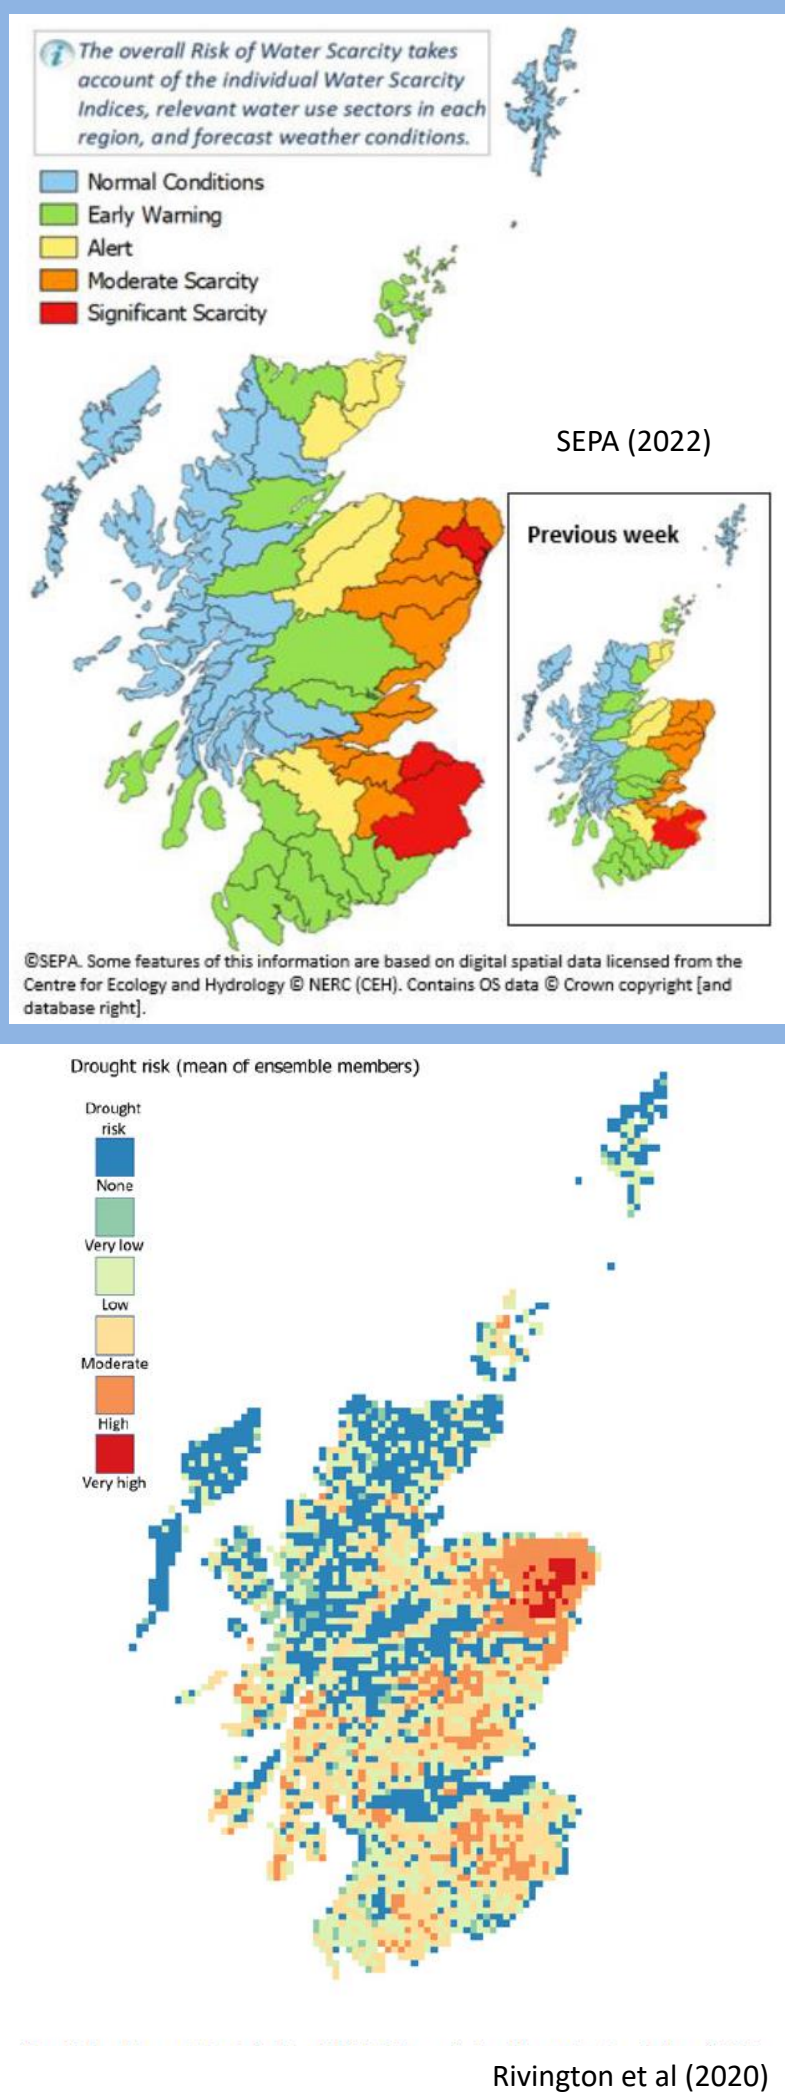 The overall Risk of Water Scarcity takes
account of the individual Water Scarcity
Indices, relevant water use sectors in each
region, and forecast weather conditions.
Normal Conditions
Early Warning
Alert
Moderate Scarcity
Significant Scarcity
SEPA (2022)
Previous week
©SEPA. Some features of this information are based on digital spatial data licensed from the
Centre for Ecology and Hydrology © NERC (CEH). Contains OS data © Crown copyright [and
database right].
Drought risk (mean of ensemble members)
Drought
risk
None
Very low
Low
Moderate
High
Very high
Rivington et al (2020)